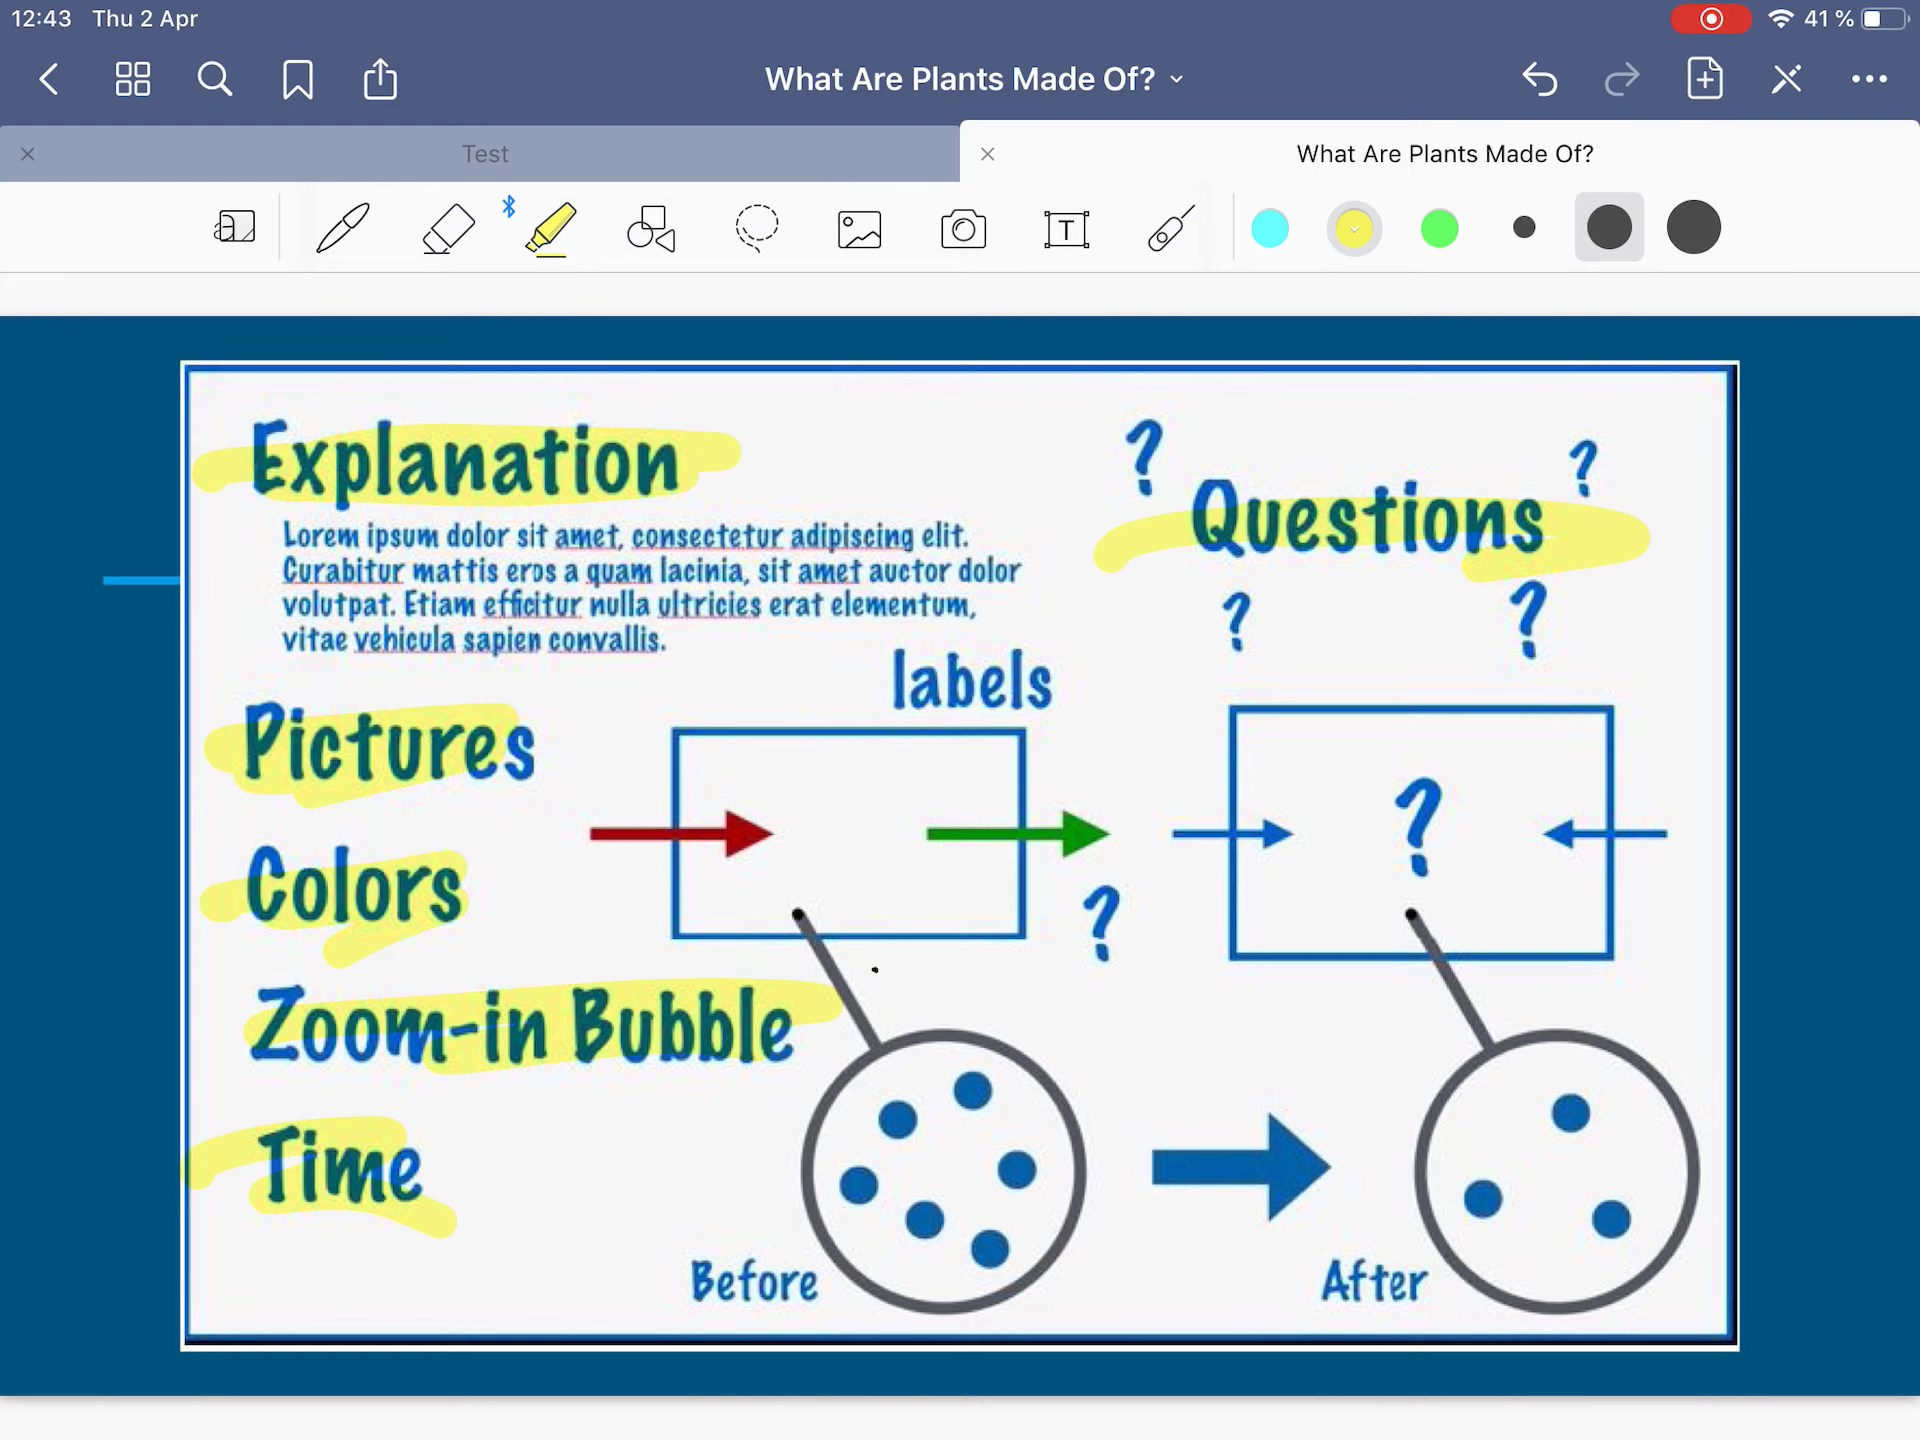 12:43 Thu 2 Apr
41 %
What Are Plants Made Of?
Test
What Are Plants Made Of?
a a
T
Explanation
Lorem ipsum dolor sit amet, consectetur adipiscing elit.
Curabitur mattis eros a quam lacinia, sit amet auctor dolor
volutpat. Etiam efficitur nulla ultricies erat elementum,
vitae vehicula sapien convallis.
? ?
Questions
? ?
labels
Pictures
?
Colors
?
Zoom-in Bubble
Time
Before
After